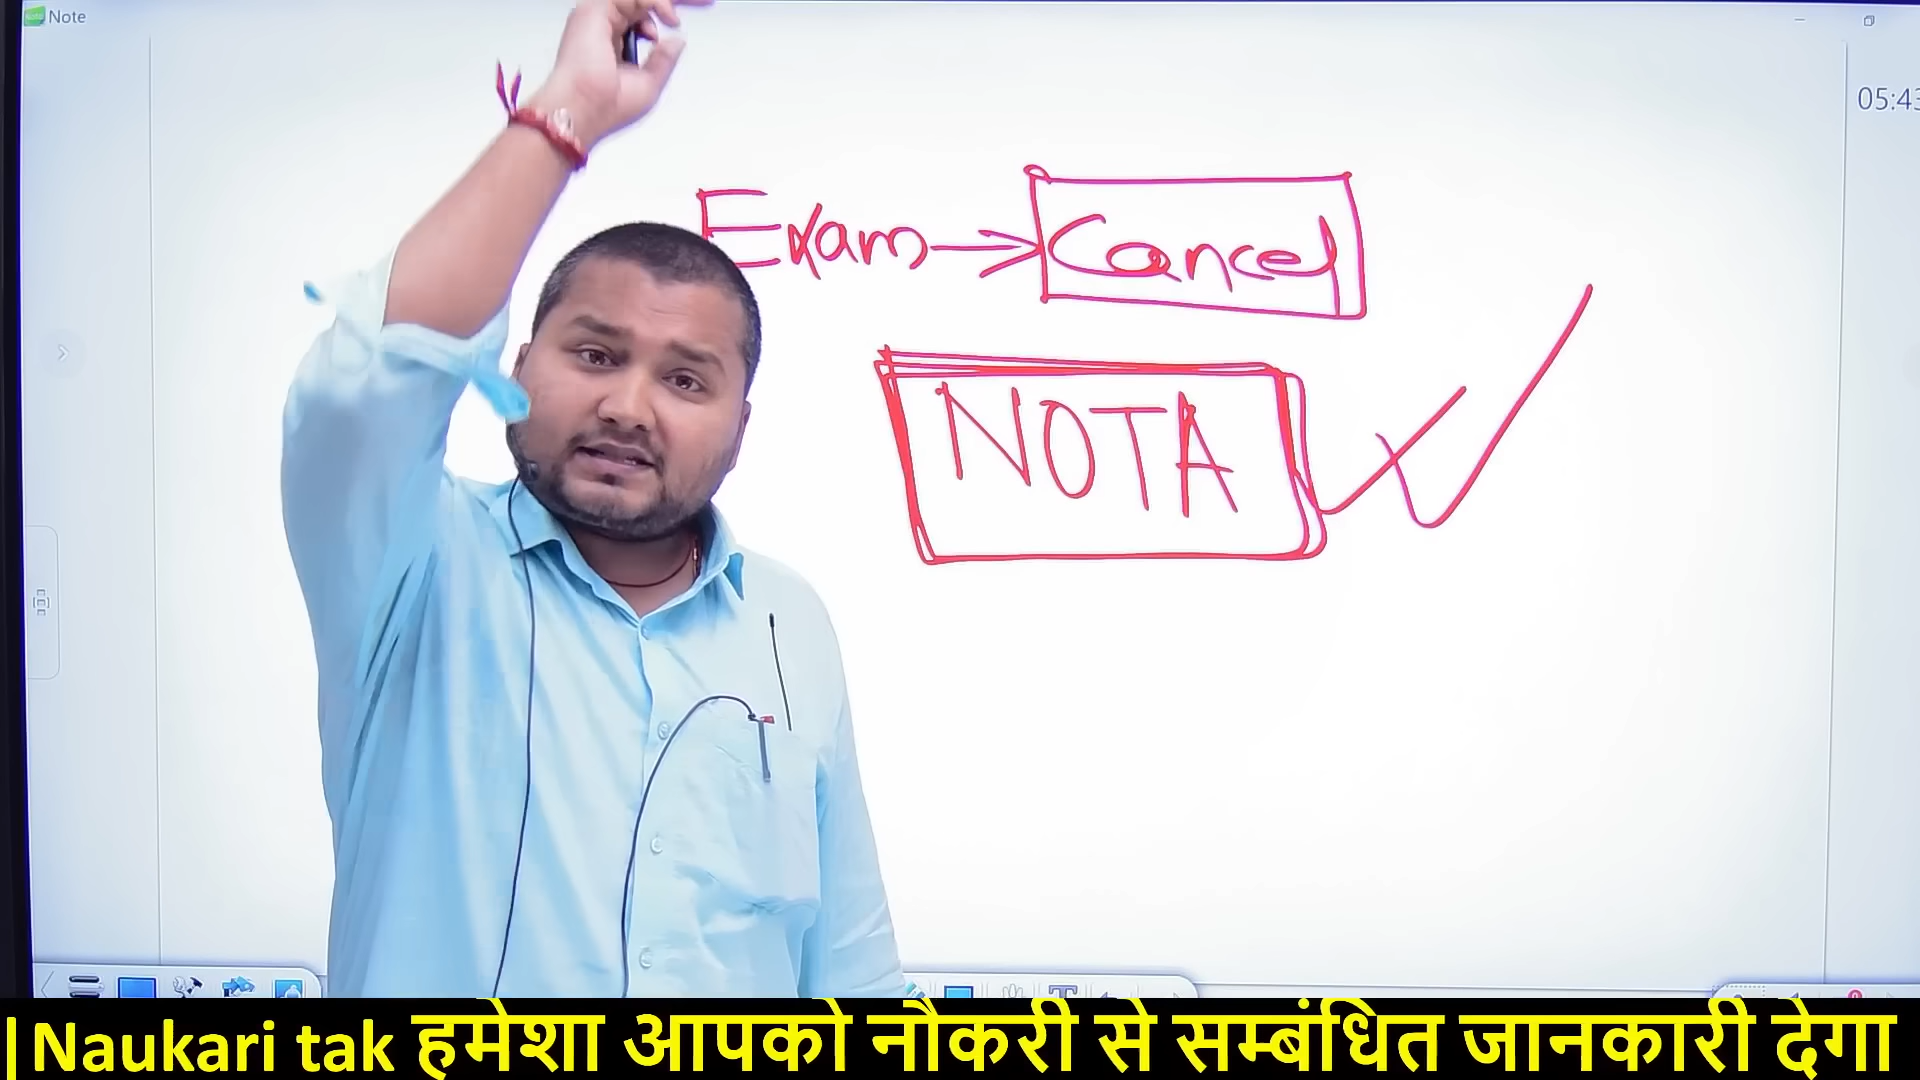 Note
05:43
Exam → Cancel
NOTA
|Naukari tak हमेशा आपको नौकरी से सम्बंधित जानकारी देगा